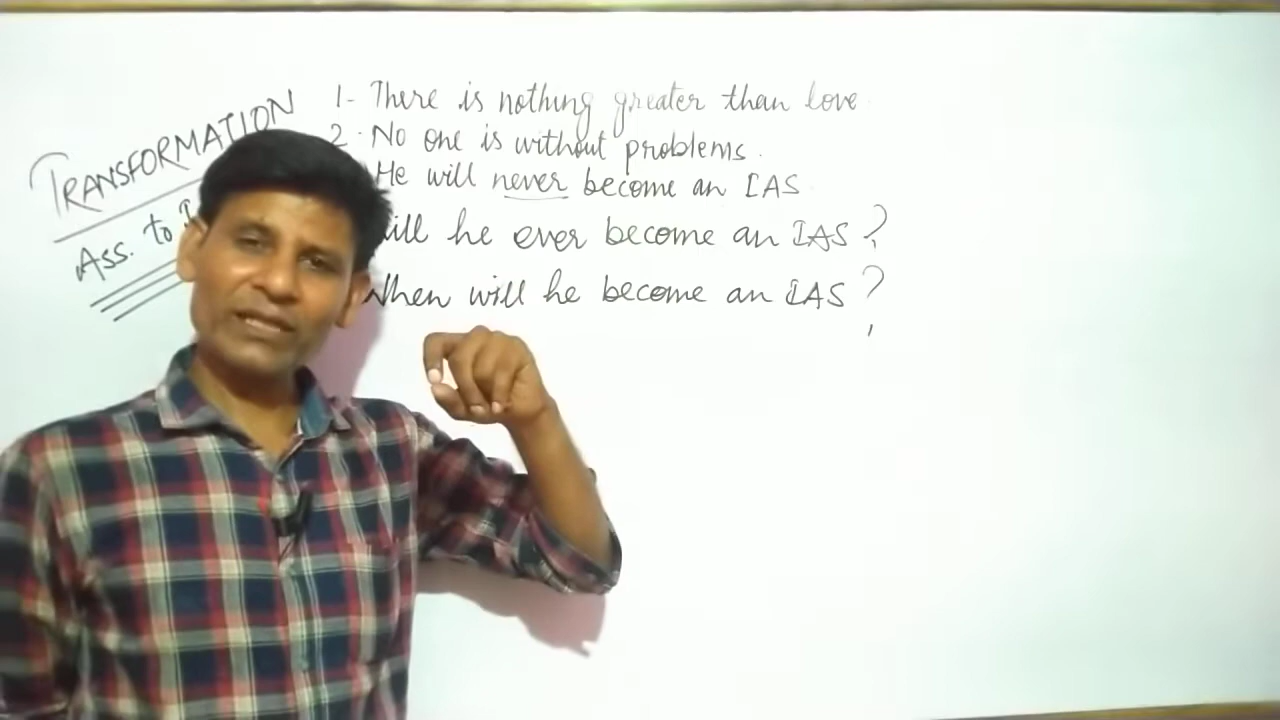 TRANSFORMATION
Ass. to
1- There is nothing greater than love.
2. No one is without problems.
He will never become an IAS.
he ever become an IAS?
When will he become an IAS?